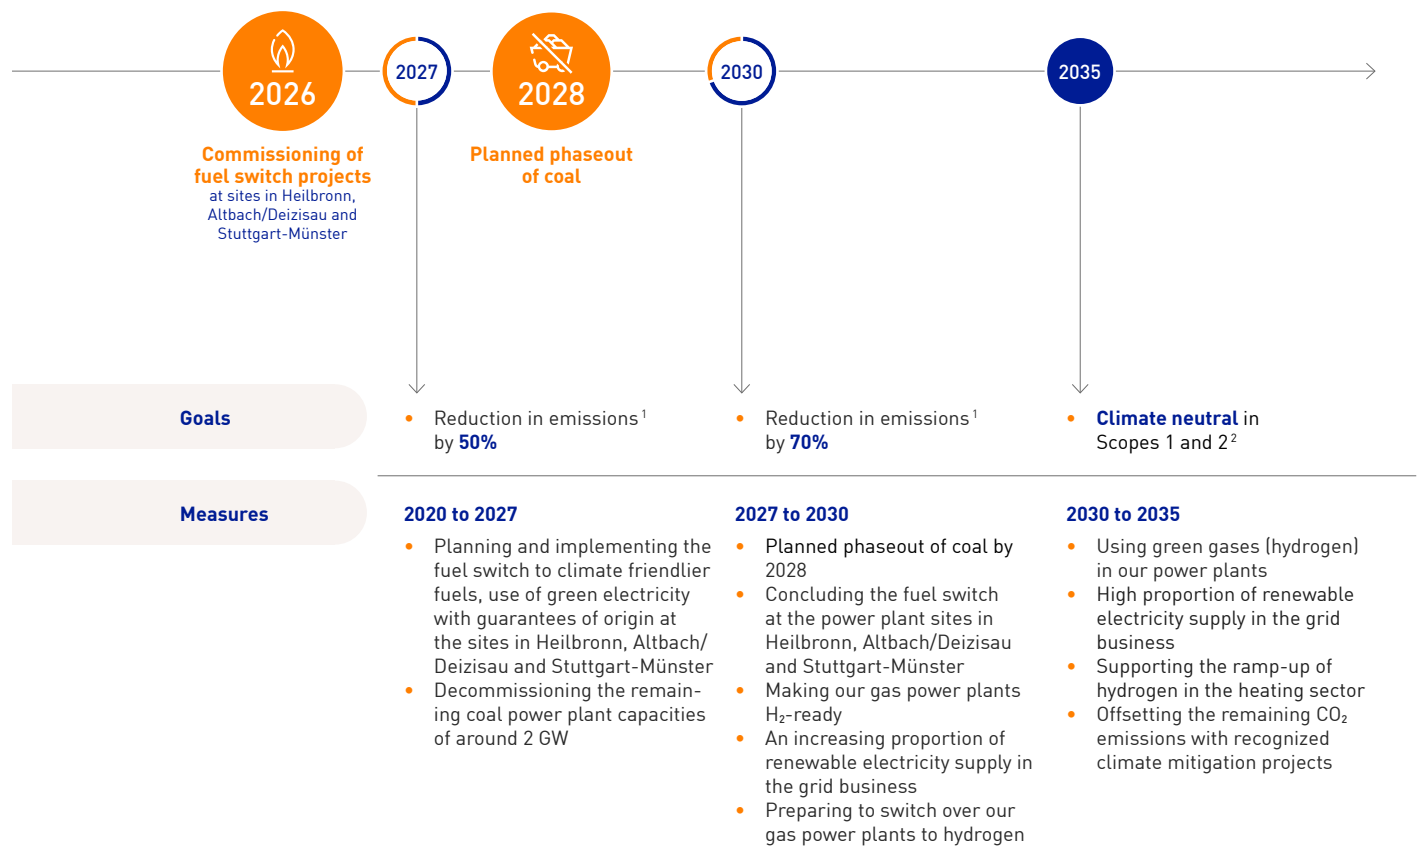 2026
2027
2028
2030
2035
Commissioning of
fuel switch projects
at sites in Heilbronn,
Altbach/Deizisau and
Stuttgart-Münster
Planned phaseout
of coal
Goals
• Reduction in emissions¹
by 50%
• Reduction in emissions¹
by 70%
• Climate neutral in
Scopes 1 and 2²
Measures
2020 to 2027
• Planning and implementing the
fuel switch to climate friendlier
fuels, use of green electricity
with guarantees of origin at
the sites in Heilbronn, Altbach/
Deizisau and Stuttgart-Münster
• Decommissioning the remain-
ing coal power plant capacities
of around 2 GW
2027 to 2030
• Planned phaseout of coal by
2028
• Concluding the fuel switch
at the power plant sites in
Heilbronn, Altbach/Deizisau
and Stuttgart-Münster
• Making our gas power plants
H₂-ready
• An increasing proportion of
renewable electricity supply in
the grid business
• Preparing to switch over our
gas power plants to hydrogen
2030 to 2035
• Using green gases (hydrogen)
in our power plants
• High proportion of renewable
electricity supply in the grid
business
• Supporting the ramp-up of
hydrogen in the heating sector
• Offsetting the remaining CO₂
emissions with recognized
climate mitigation projects